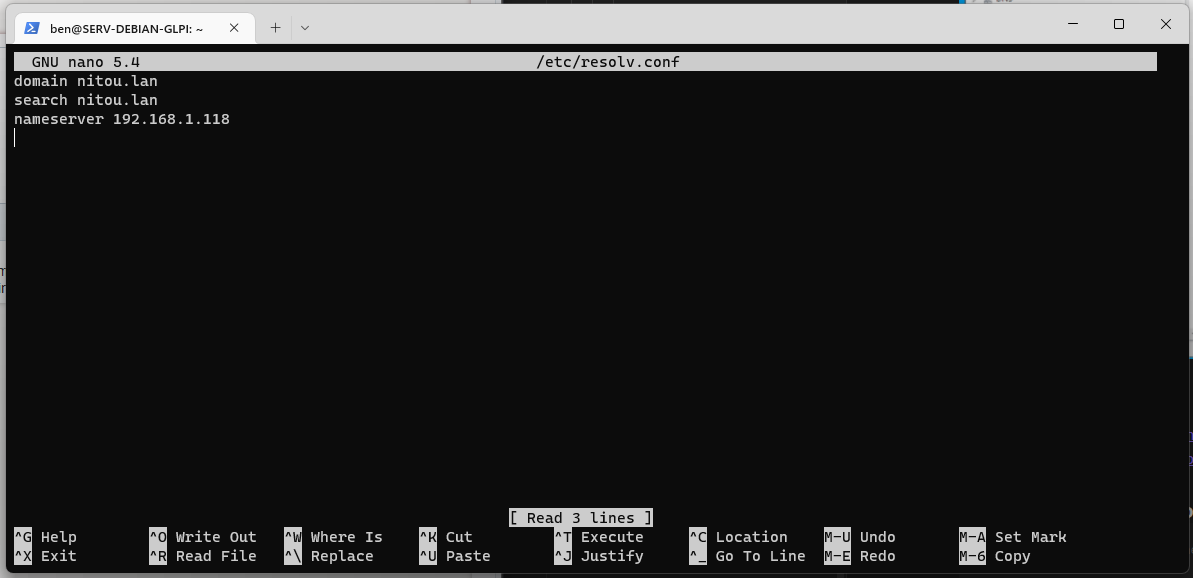 ben@SERV-DEBIAN-GLPI: ~
GNU nano 5.4 /etc/resolv.conf
domain nitou.lan
search nitou.lan
nameserver 192.168.1.118
[ Read 3 lines ]
^G Help ^O Write Out ^W Where Is ^K Cut ^T Execute ^C Location M-U Undo M-A Set Mark
^X Exit ^R Read File ^\ Replace ^U Paste ^J Justify ^_ Go To Line M-E Redo M-6 Copy